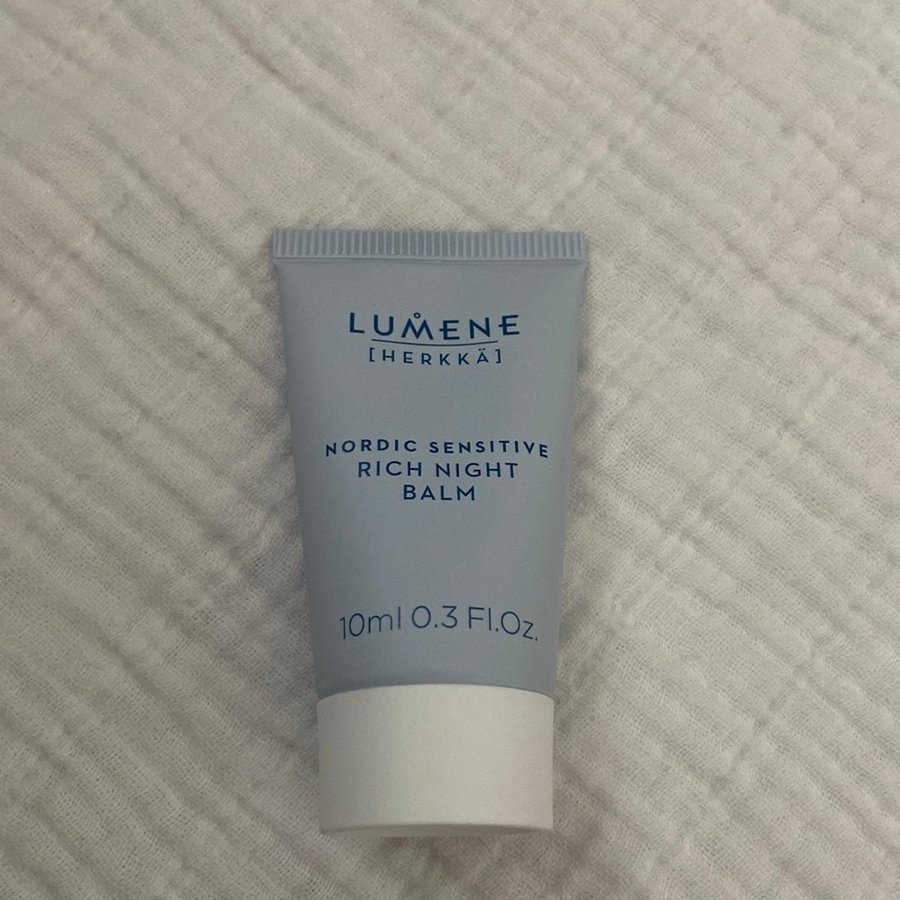 LUMENE
[HERKKÄ]
NORDIC SENSITIVE
RICH NIGHT
BALM
10ml 0.3 Fl.Oz.